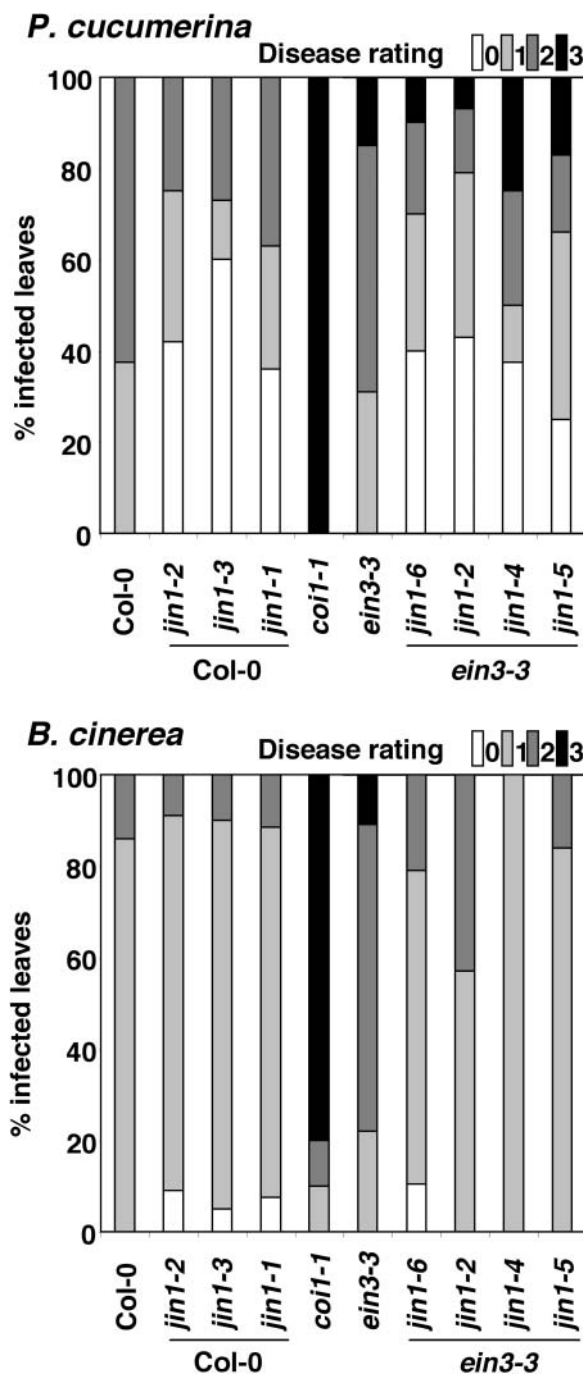 P. cucumerina
Disease rating 0 1 2 3
100
80
60
40
20
0
% infected leaves
Col-0 jin1-2 jin1-3 jin1-1 coi1-1 ein3-3 jin1-6 jin1-2 jin1-4 jin1-5
Col-0 ein3-3
B. cinerea
Disease rating 0 1 2 3
100
80
60
40
20
0
% infected leaves
Col-0 jin1-2 jin1-3 jin1-1 coi1-1 ein3-3 jin1-6 jin1-2 jin1-4 jin1-5
Col-0 ein3-3